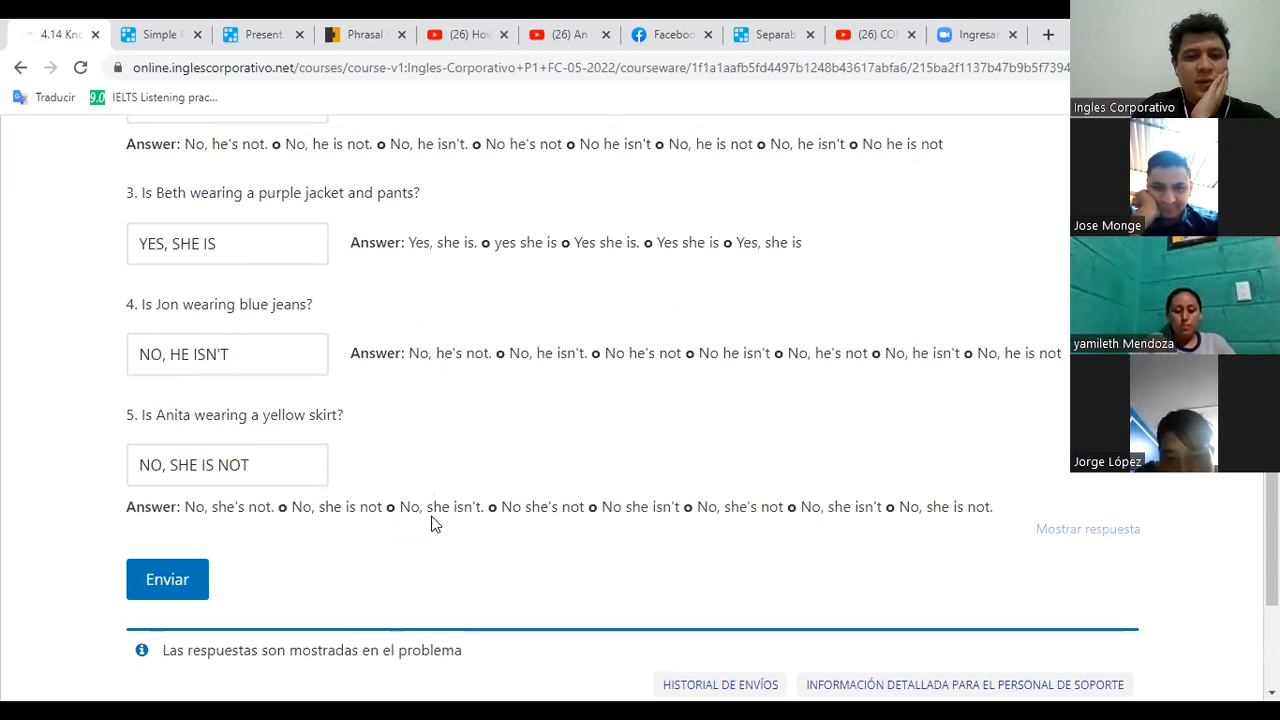 4.14 Kno
Simple
Present
Phrasal
(26) Ho
(26) An
Faceboo
Separab
(26) CO
Ingresar
online.inglescorporativo.net/courses/course-v1:Ingles-Corporativo+P1+FC-05-2022/courseware/1f1a1aafb5fd4497b1248b43617abfa6/215ba2f1137b47b9b5f7394
Traducir
9.0 IELTS Listening prac...
Answer: No, he's not. o No, he is not. o No, he isn't. o No he's not o No he isn't o No, he is not o No, he isn't o No he is not
3. Is Beth wearing a purple jacket and pants?
YES, SHE IS
Answer: Yes, she is. o yes she is o Yes she is. o Yes she is o Yes, she is
4. Is Jon wearing blue jeans?
NO, HE ISN'T
Answer: No, he's not. o No, he isn't. o No he's not o No he isn't o No, he's not o No, he isn't o No, he is not
5. Is Anita wearing a yellow skirt?
NO, SHE IS NOT
Answer: No, she's not. o No, she is not o No, she isn't. o No she's not o No she isn't o No, she's not o No, she isn't o No, she is not.
Mostrar respuesta
Enviar
Las respuestas son mostradas en el problema
HISTORIAL DE ENVÍOS
INFORMACIÓN DETALLADA PARA EL PERSONAL DE SOPORTE
Ingles Corporativo
Jose Monge
yamileth Mendoza
Jorge López